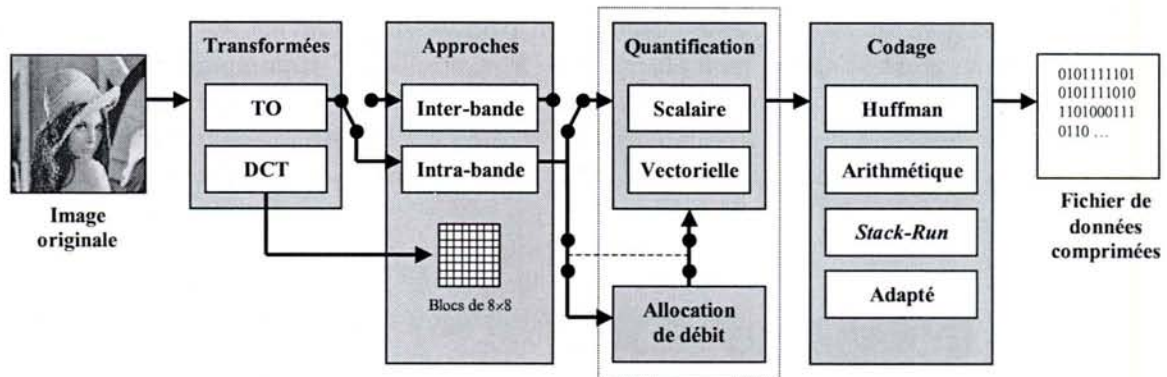 Transformées
TO
DCT
Image
originale
Approches
Inter-bande
Intra-bande
Blocs de 8×8
Quantification
Scalaire
Vectorielle
Allocation
de débit
Codage
Huffman
Arithmétique
Stack-Run
Adapté
0101111101
0101111010
1101000111
0110 ...
Fichier de
données
comprimées